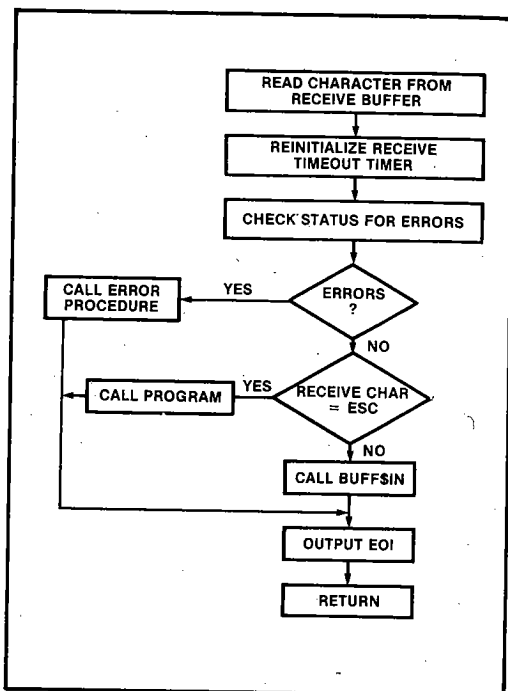 READ CHARACTER FROM
RECEIVE BUFFER
REINITIALIZE RECEIVE
TIMEOUT TIMER
CHECK STATUS FOR ERRORS
ERRORS
?
YES
CALL ERROR
PROCEDURE
NO
RECEIVE CHAR
= ESC
YES
CALL PROGRAM
NO
CALL BUFF$IN
OUTPUT EOI
RETURN